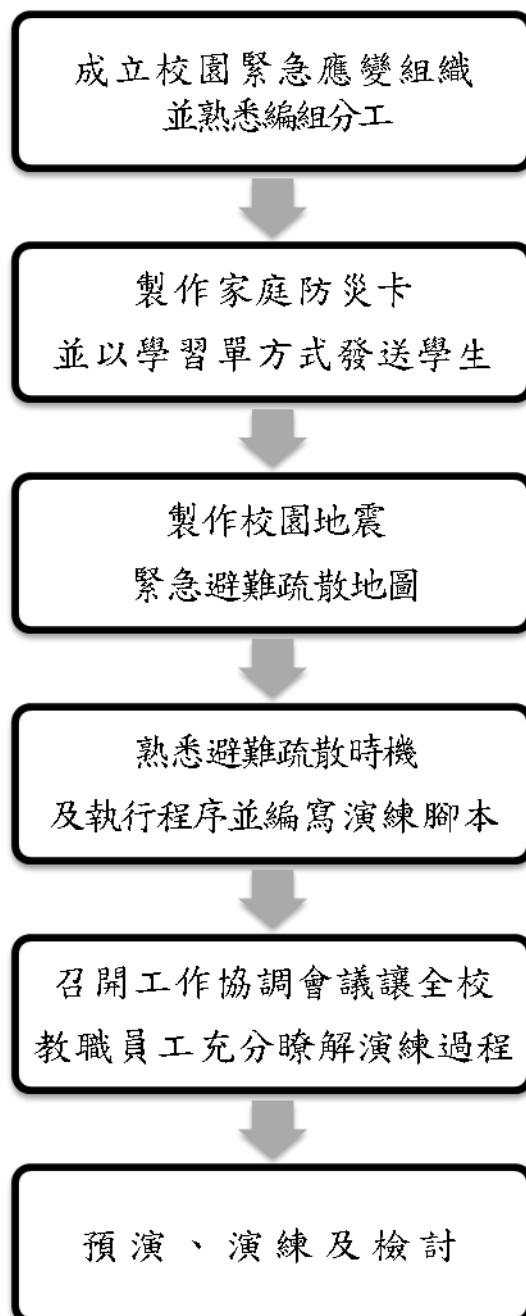 成立校園緊急應變組織
並熟悉編組分工
製作家庭防災卡
並以學習單方式發送學生
製作校園地震
緊急避難疏散地圖
熟悉避難疏散時機
及執行程序並編寫演練腳本
召開工作協調會議讓全校
教職員工充分瞭解演練過程
預演、演練及檢討